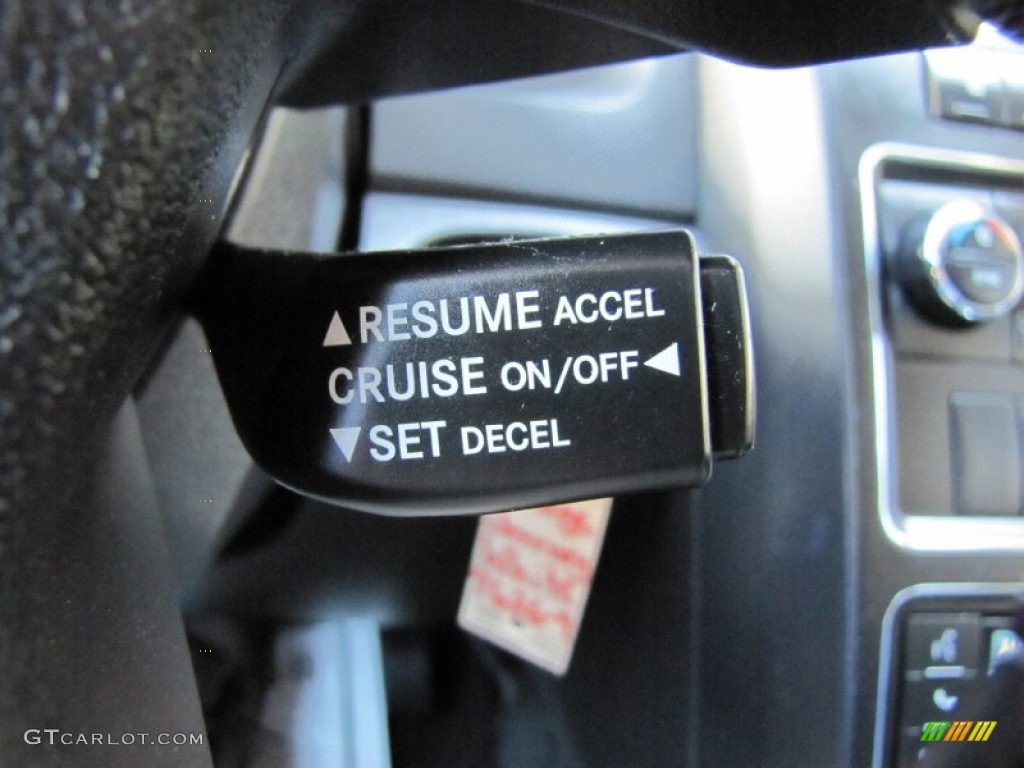 ▲RESUME ACCEL
CRUISE ON/OFF◀
▼SET DECEL
GTCARLOT.COM